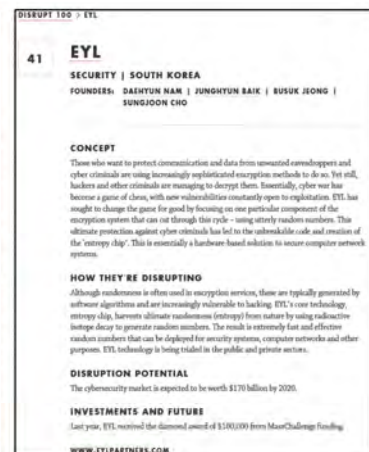 DISRUPT 100 > EYL
41
EYL
SECURITY | SOUTH KOREA
FOUNDERS: DAEHYUN NAM | JUNGHYUN BAIK | BUSUK JEONG |
SUNGJOON CHO
CONCEPT
Those who want to protect communication and data from unwanted eavesdroppers and
cyber criminals are using increasingly sophisticated encryption methods to do so. Yet still,
hackers and other criminals are managing to decrypt them. Essentially, cyber war has
become a game of chess, with new vulnerabilities constantly open to exploitation. EYL has
sought to change the game for good by focusing on one particular component of the
encryption system that can cut through this cycle – using utterly random numbers. This
ultimate protection against cyber criminals has led to the unbreakable code and creation of
the 'entropy chip'. This is essentially a hardware-based solution to secure computer network
systems.
HOW THEY'RE DISRUPTING
Although randomness is often used in encryption services, these are typically generated by
software algorithms and are increasingly vulnerable to hacking. EYL's core technology,
entropy chip, harvests ultimate randomness (entropy) from nature by using radioactive
isotope decay to generate random numbers. The result is extremely fast and effective
random numbers that can be deployed for security systems, computer networks and other
purposes. EYL technology is being trialed in the public and private sectors.
DISRUPTION POTENTIAL
The cybersecurity market is expected to be worth $170 billion by 2020.
INVESTMENTS AND FUTURE
Last year, EYL received the diamond award of $100,000 from MassChallenge funding.
WWW.EYLPARTNERS.COM